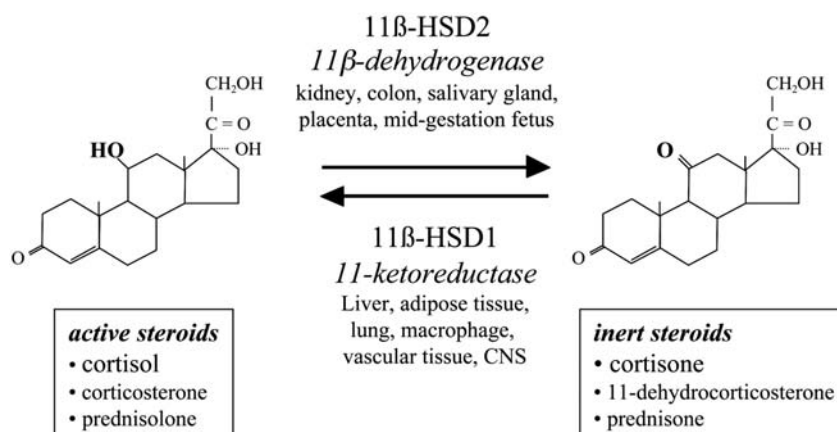 11ß-HSD2
11β-dehydrogenase
kidney, colon, salivary gland,
placenta, mid-gestation fetus
CH₂OH
C = O
OH
HO
O
CH₂OH
C = O
OH
O
O
11ß-HSD1
11-ketoreductase
Liver, adipose tissue,
lung, macrophage,
vascular tissue, CNS
active steroids
• cortisol
• corticosterone
• prednisolone
inert steroids
• cortisone
• 11-dehydrocorticosterone
• prednisone